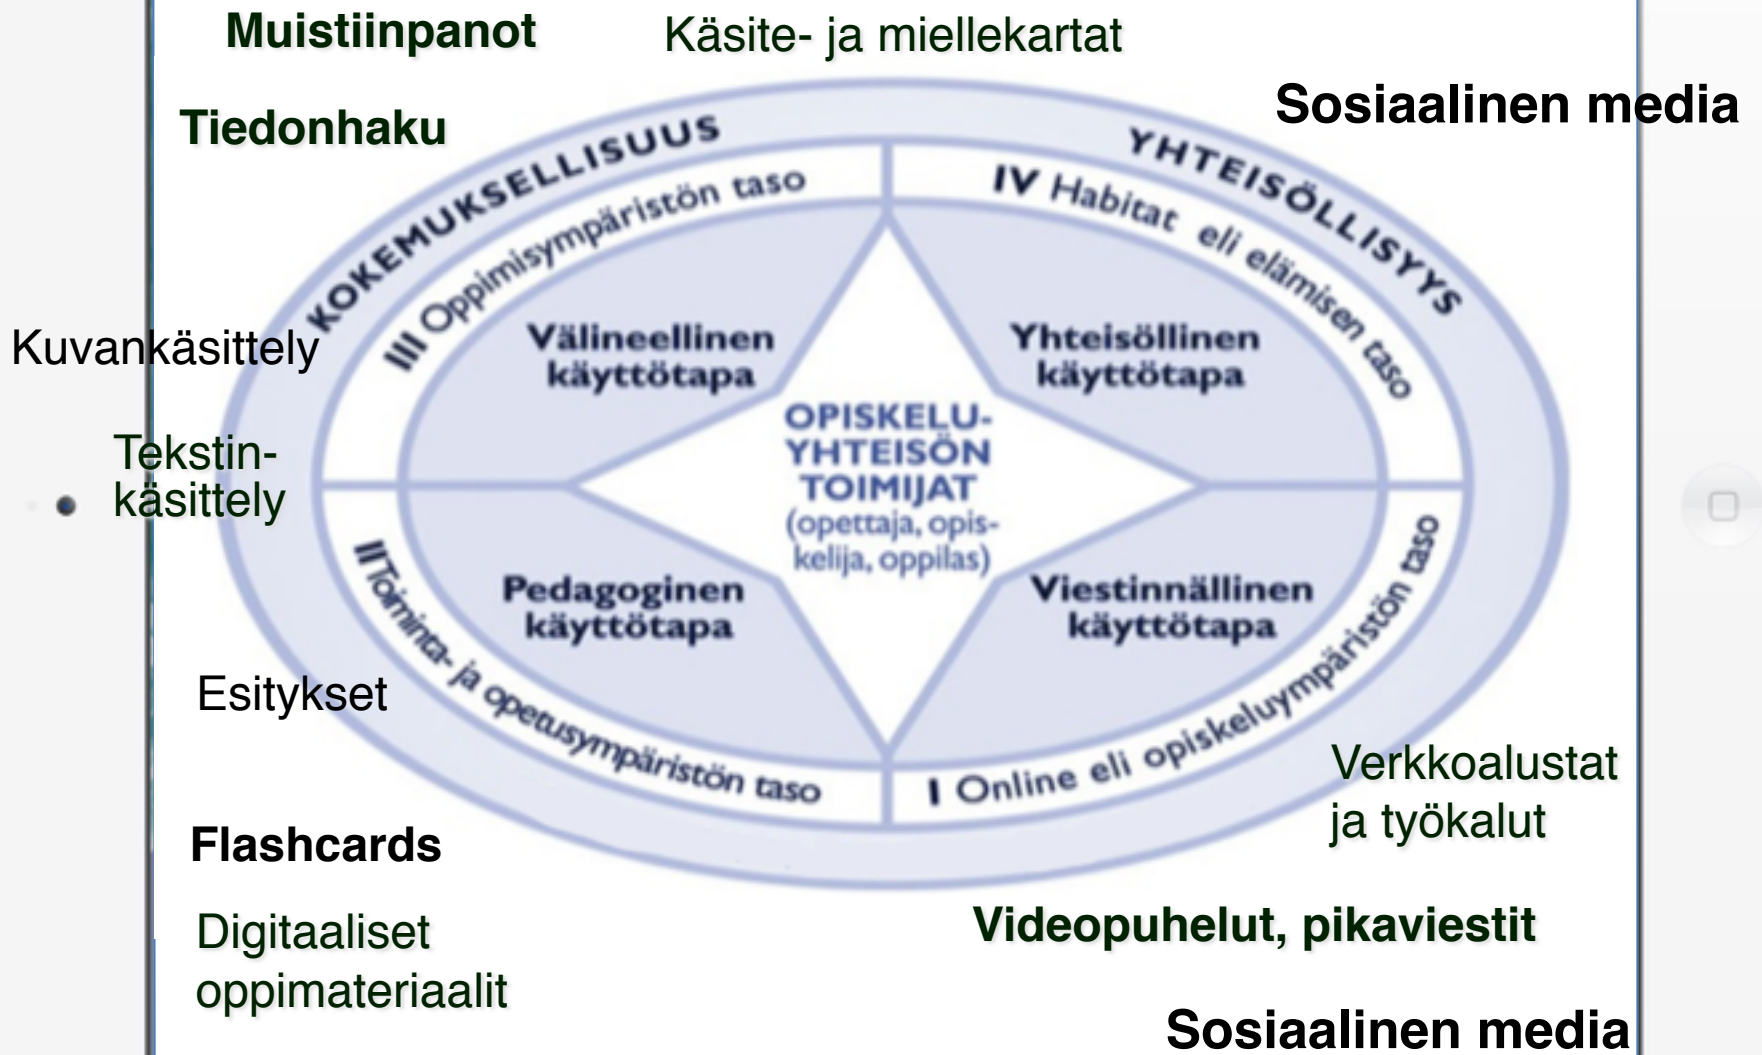 Muistiinpanot
Käsite- ja miellekartat
Sosiaalinen media
Tiedonhaku
KOKEMUKSELLISUUS
YHTEISÖLLISYYS
III Oppimisympäristön taso
IV Habitat eli elämisen taso
Kuvankäsittely
Välineellinen
käyttötapa
Yhteisöllinen
käyttötapa
Tekstin-
käsittely
OPISKELU-
YHTEISÖN
TOIMIJAT
(opettaja, opis-
kelija, oppilas)
Pedagoginen
käyttötapa
Viestinnällinen
käyttötapa
II Toiminta- ja opetusympäristön taso
I Online eli opiskeluympäristön taso
Esitykset
Verkkoalustat
ja työkalut
Flashcards
Digitaaliset
oppimateriaalit
Videopuhelut, pikaviestit
Sosiaalinen media